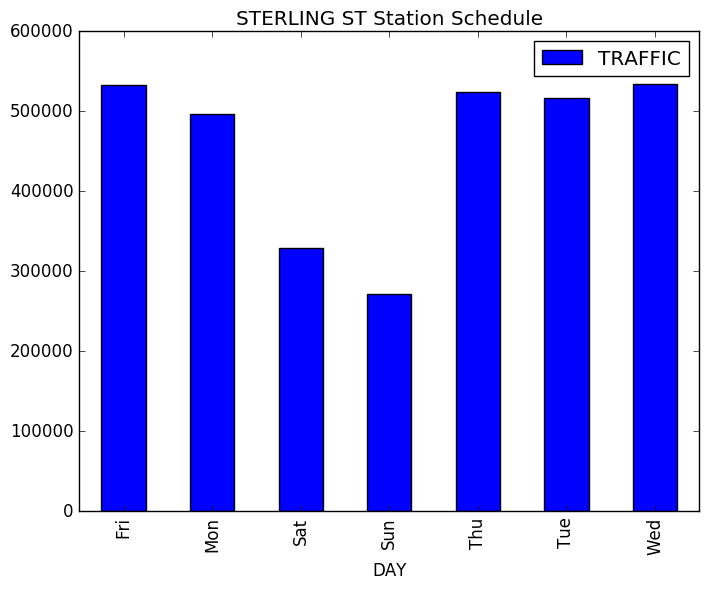 STERLING ST Station Schedule
TRAFFIC
600000
500000
400000
300000
200000
100000
0
Fri
Mon
Sat
Sun
Thu
Tue
Wed
DAY